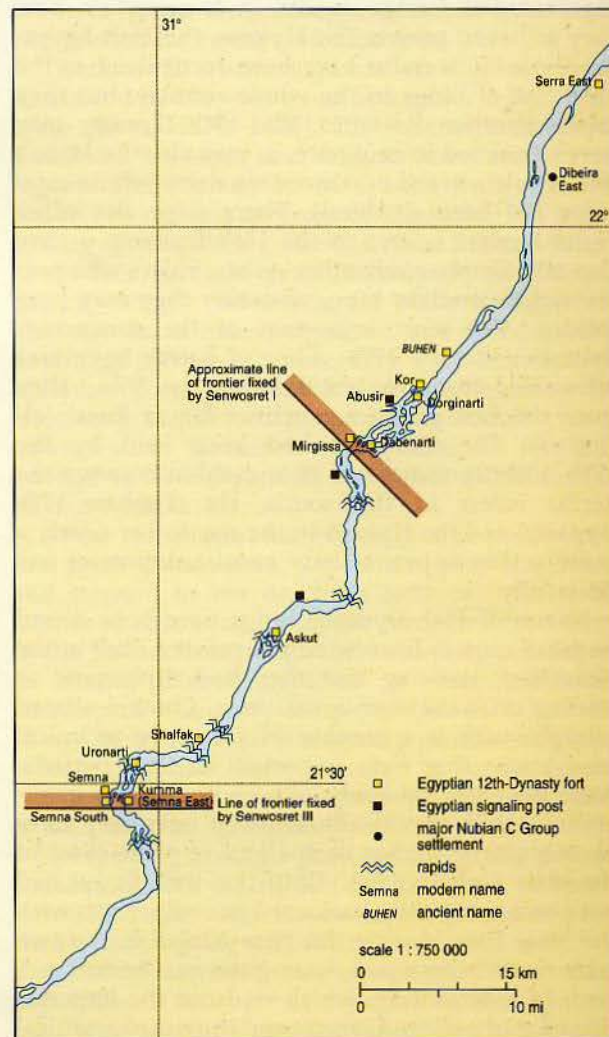 31°
Serra East
Dibeira
East
22°
BUHEN
Kor
Approximate line
of frontier fixed
by Senwosret I
Abusir
Dorginarti
Mirgissa
Dabenarti
Askut
Shalfak
Uronarti
21°30'
Semna
Kumma
(Semna East)
Semna South
Line of frontier fixed
by Senwosret III
Egyptian 12th-Dynasty fort
Egyptian signaling post
major Nubian C Group
settlement
rapids
Semna modern name
BUHEN ancient name
scale 1 : 750 000
0 15 km
0 10 mi